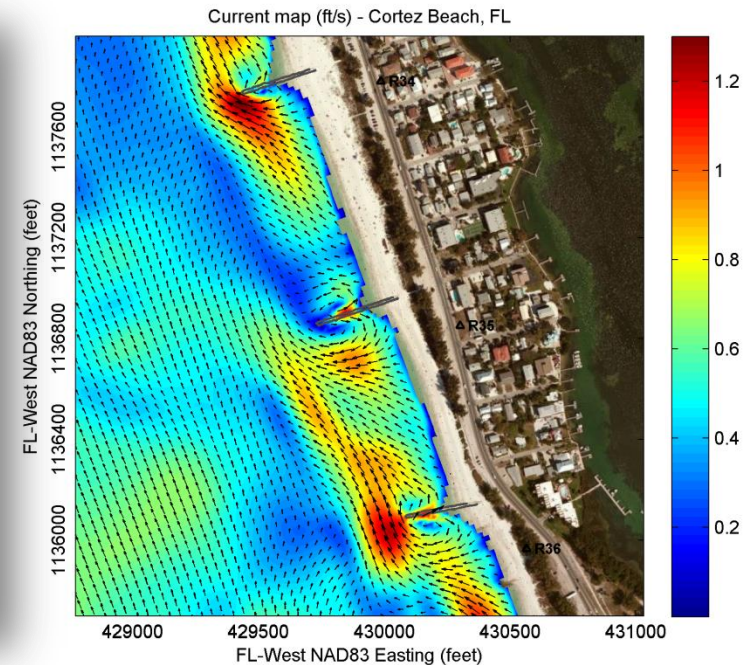 Current map (ft/s) - Cortez Beach, FL
FL-West NAD83 Northing (feet)
1137600
1137200
1136800
1136400
1136000
R34
R35
R36
1.2
1
0.8
0.6
0.4
0.2
429000
429500
430000
430500
431000
FL-West NAD83 Easting (feet)